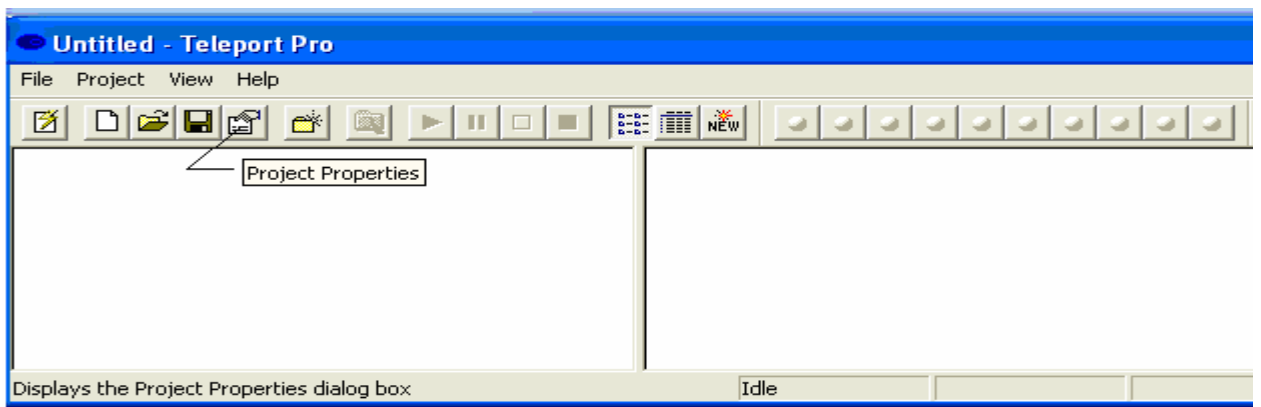 Untitled - Teleport Pro
File Project View Help
NEW
Project Properties
Displays the Project Properties dialog box
Idle